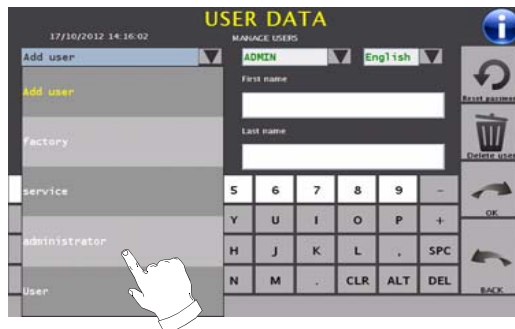 USER DATA
17/10/2012 14:16:02
MANAGE USERS
Add user
ADMIN
English
Add user
First name
Reset
factory
Last name
Delete user
service
5 6 7 8 9 -
OK
Y U I O P +
administrator
H J K L , SPC
User
N M . CLR ALT DEL
BACK